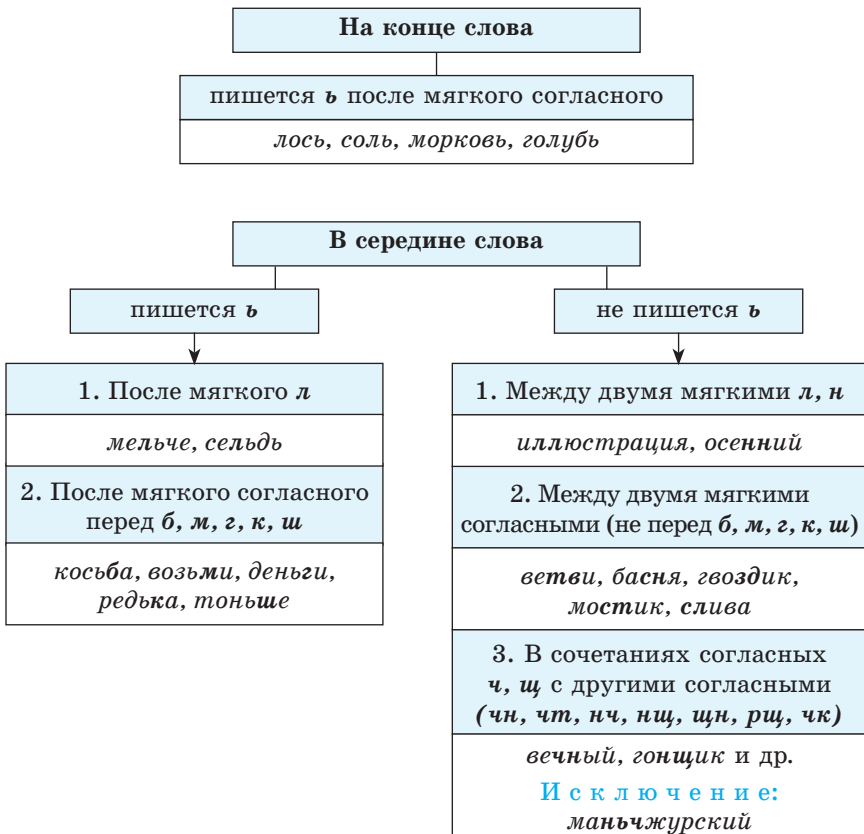 На конце слова
пишется ь после мягкого согласного
лось, соль, морковь, голубь
В середине слова
пишется ь
1. После мягкого л
мельче, сельдь
2. После мягкого согласного
перед б, м, г, к, ш
косьба, возьми, деньги,
редька, тоньше
не пишется ь
1. Между двумя мягкими л, н
иллюстрация, осенний
2. Между двумя мягкими
согласными (не перед б, м, г, к, ш)
ветви, басня, гвоздик,
мостик, слива
3. В сочетаниях согласных
ч, щ с другими согласными
(чн, чт, нч, нщ, щн, рщ, чк)
вечный, гонщик и др.
Исключение:
маньчжурский